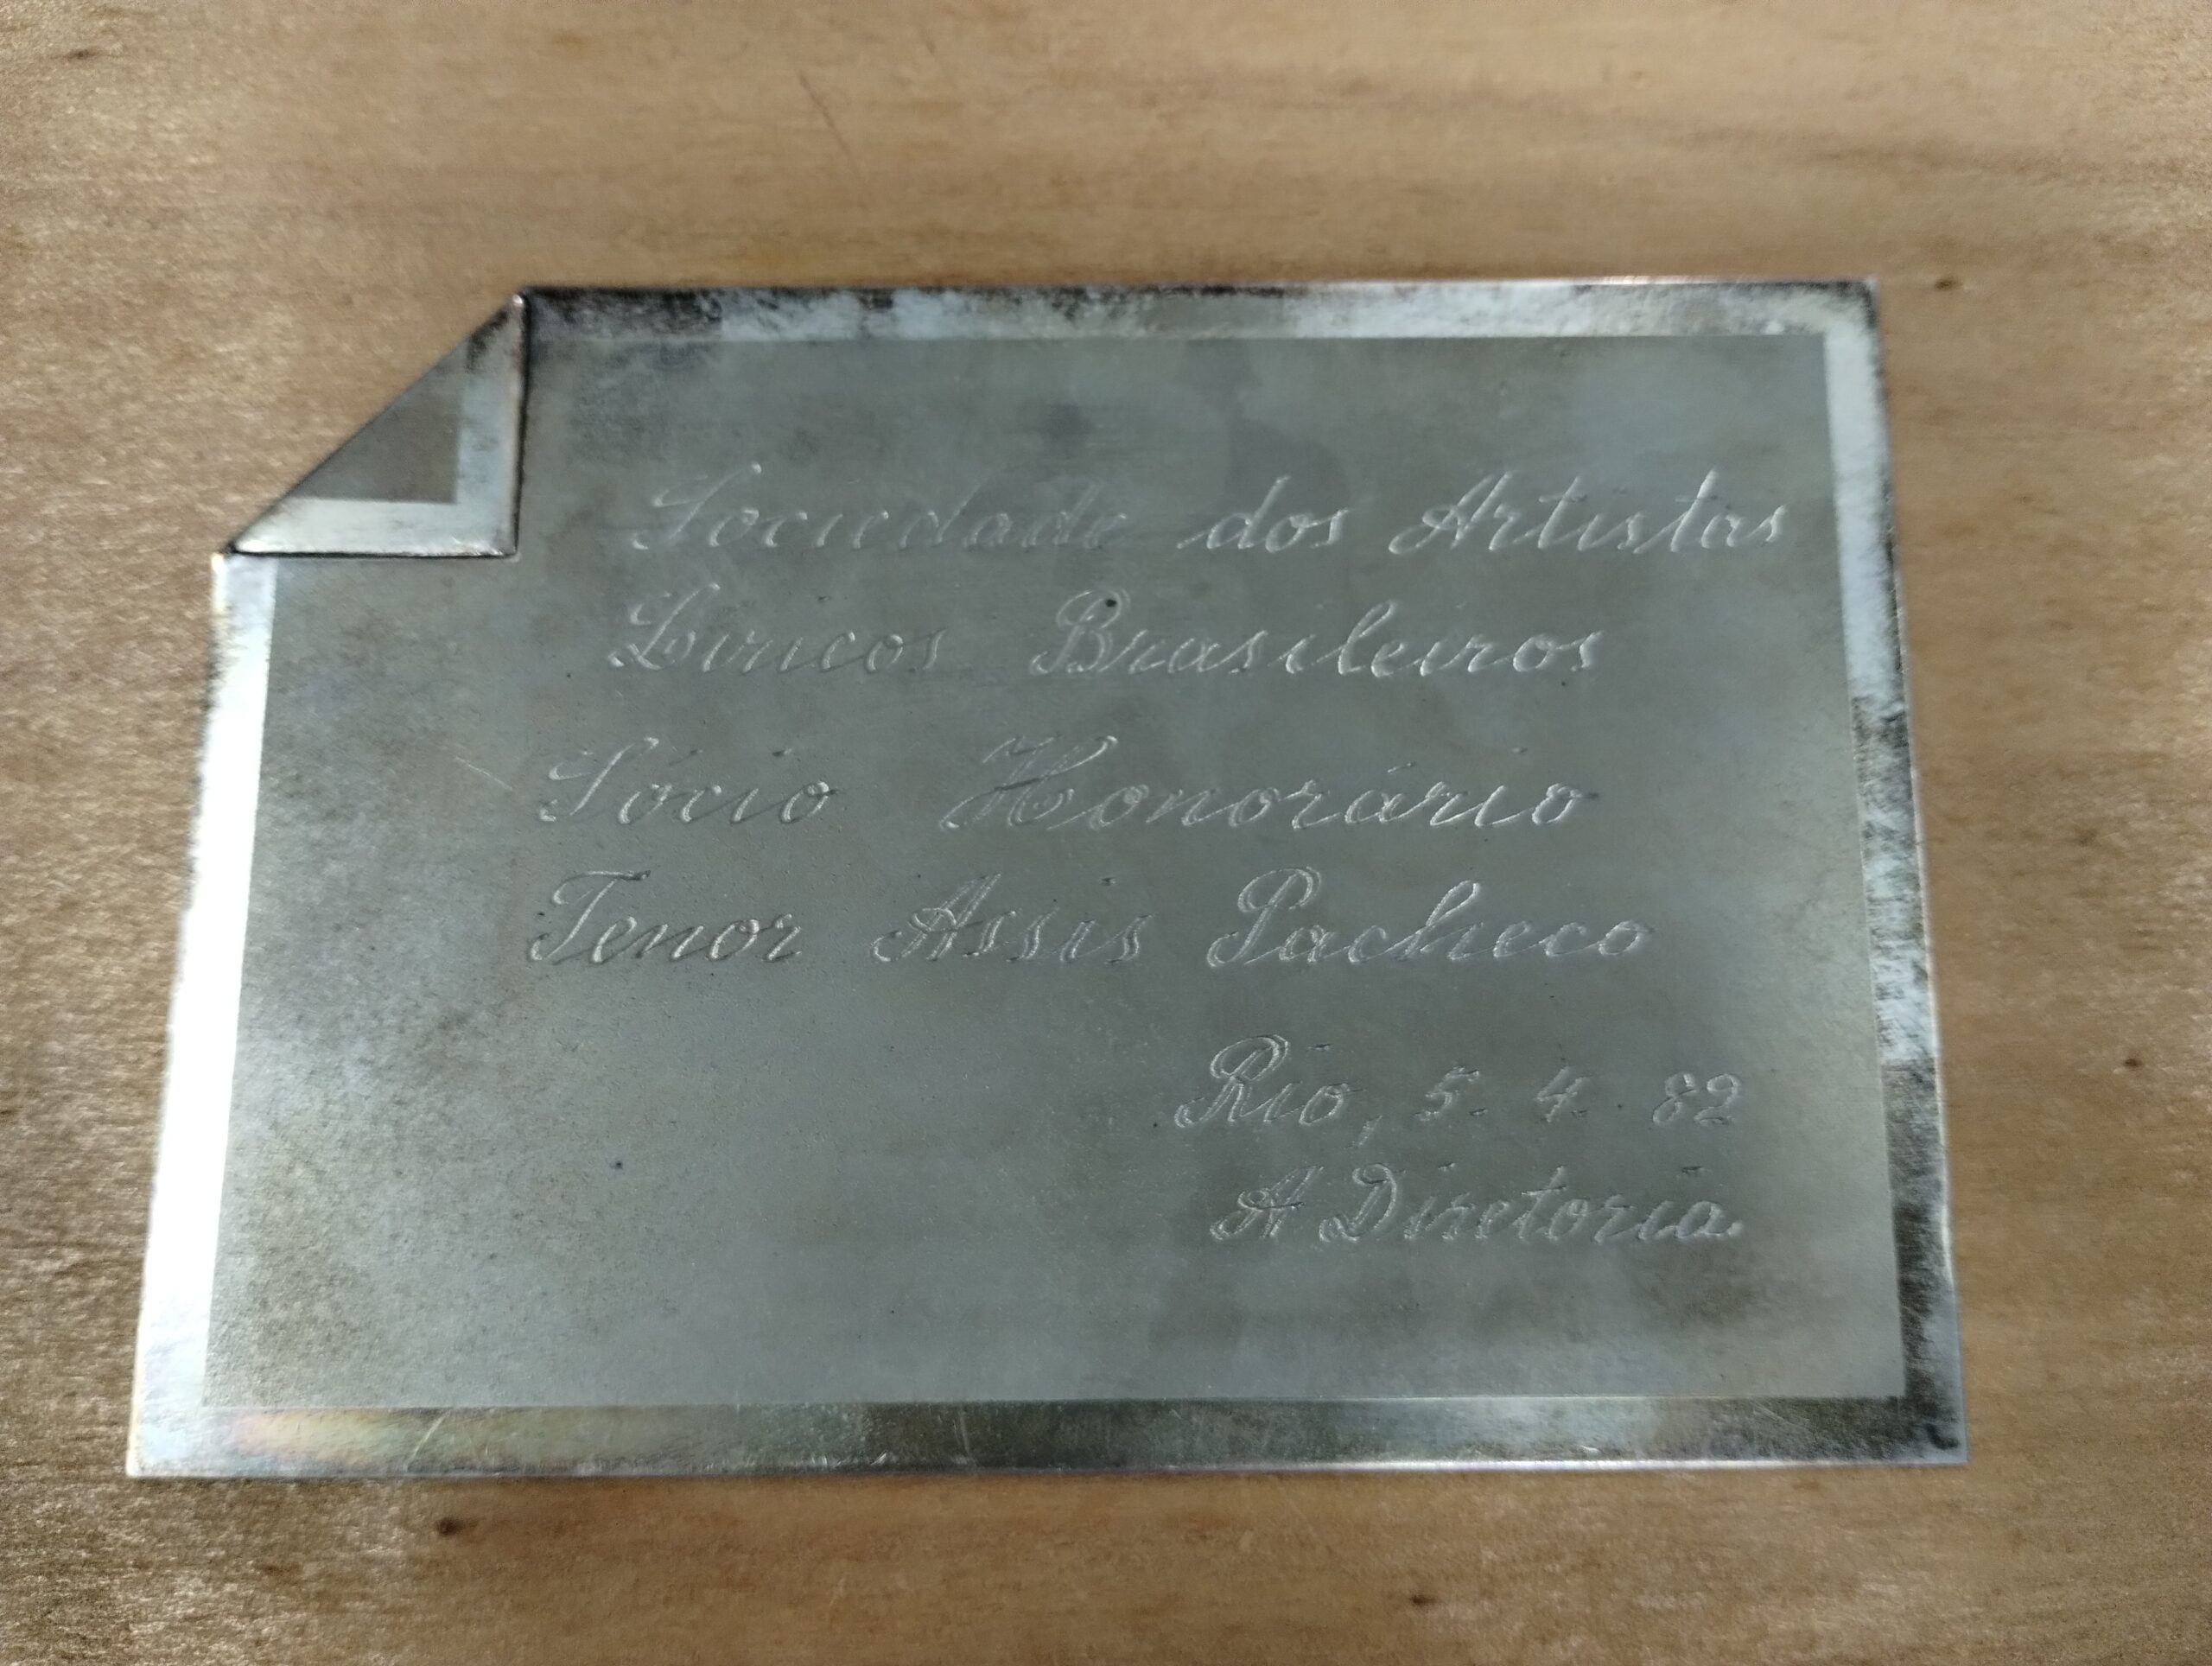 Sociedade dos Artistas
Liricos Brasileiros
Sócio Honorário
Tenor Assis Pacheco
Rio, 5. 4. 82
A Diretoria.